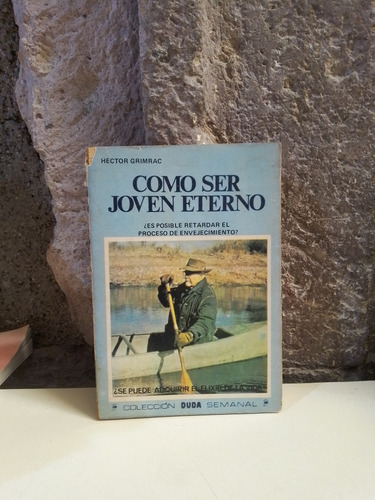 HECTOR GRIMRAC
COMO SER
JOVEN ETERNO
¿ES POSIBLE RETARDAR EL
PROCESO DE ENVEJECIMIENTO?
¿SE PUEDE ADQUIRIR EL ELIXIR DE LA VIDA?
COLECCIÓN DUDA SEMANAL